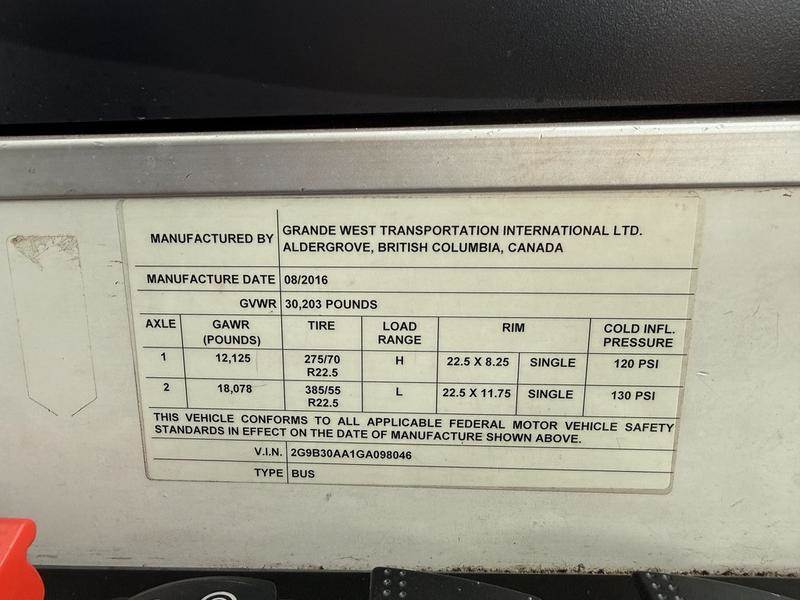 MANUFACTURED BY GRANDE WEST TRANSPORTATION INTERNATIONAL LTD.
ALDERGROVE, BRITISH COLUMBIA, CANADA
MANUFACTURE DATE 08/2016
GVWR 30,203 POUNDS
AXLE GAWR (POUNDS) TIRE LOAD RANGE RIM COLD INFL. PRESSURE
1 12,125 275/70 R22.5 H 22.5 X 8.25 SINGLE 120 PSI
2 18,078 385/55 R22.5 L 22.5 X 11.75 SINGLE 130 PSI
THIS VEHICLE CONFORMS TO ALL APPLICABLE FEDERAL MOTOR VEHICLE SAFETY
STANDARDS IN EFFECT ON THE DATE OF MANUFACTURE SHOWN ABOVE.
V.I.N. 2G9B30AA1GA098046
TYPE BUS